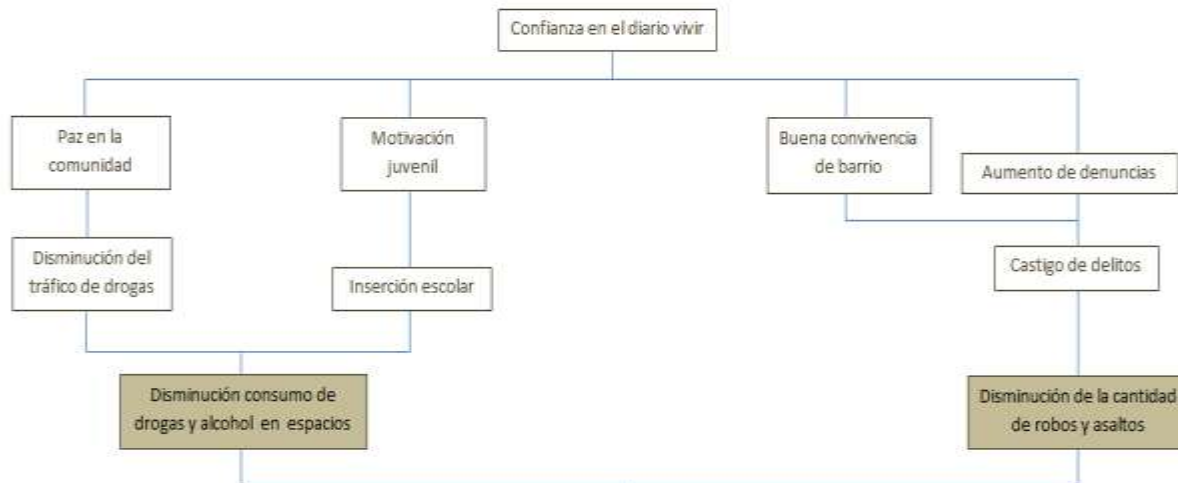 Confianza en el diario vivir
Paz en la
comunidad
Motivación
juvenil
Buena convivencia
de barrio
Aumento de denuncias
Disminución del
tráfico de drogas
Inserción escolar
Castigo de delitos
Disminución consumo de
drogas y alcohol en espacios
Disminución de la cantidad
de robos y asaltos